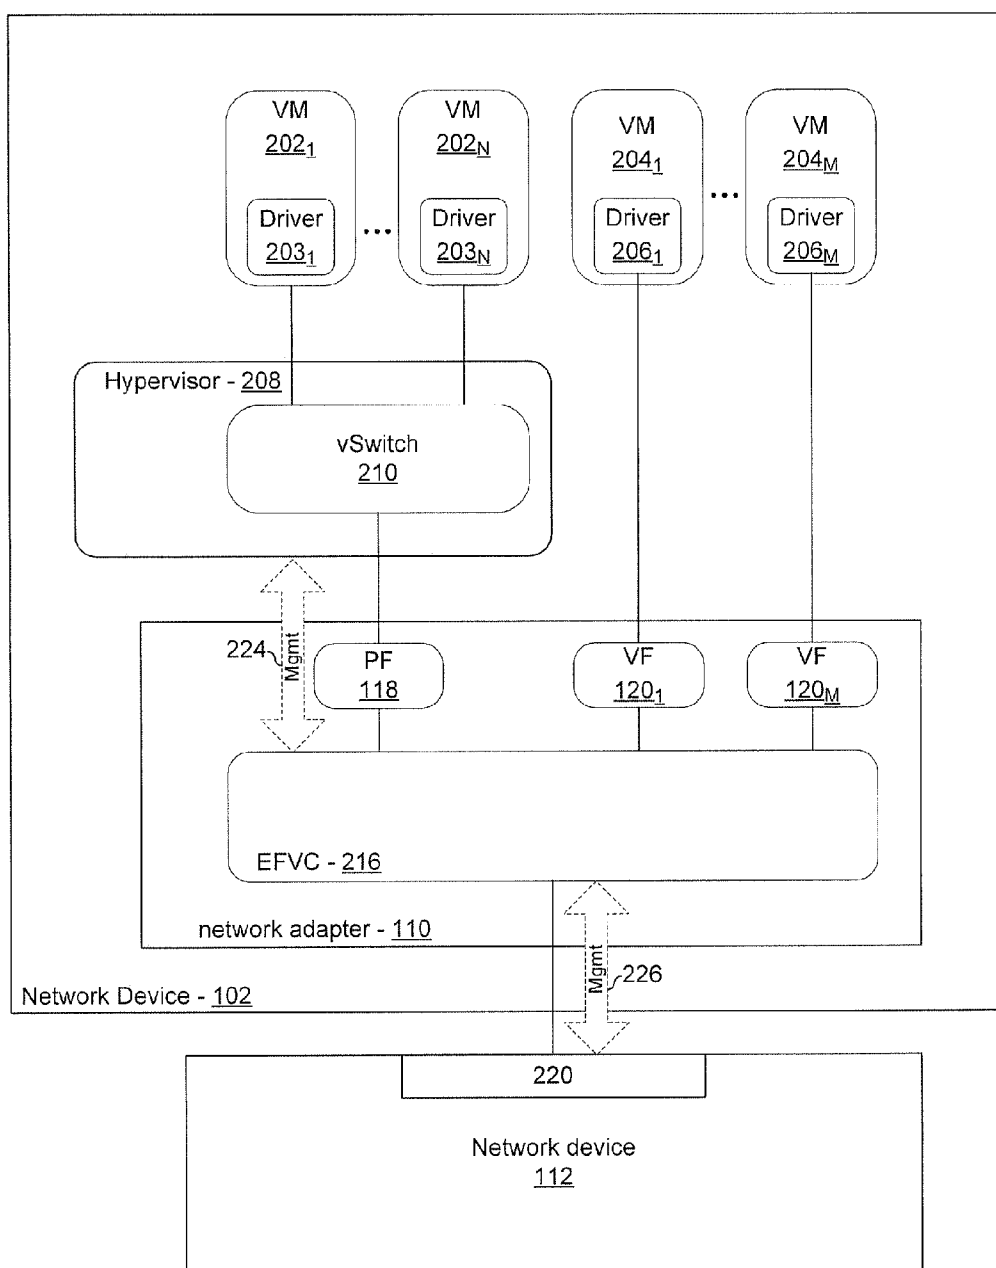 VM
202₁
VM
202N
VM
204₁
VM
204M
...
...
Driver
203₁
Driver
203N
Driver
206₁
Driver
206M
Hypervisor - 208
vSwitch
210
224
Mgmt
PF
118
VF
120₁
VF
120M
EFVC - 216
network adapter - 110
Mgmt
226
Network Device - 102
220
Network device
112